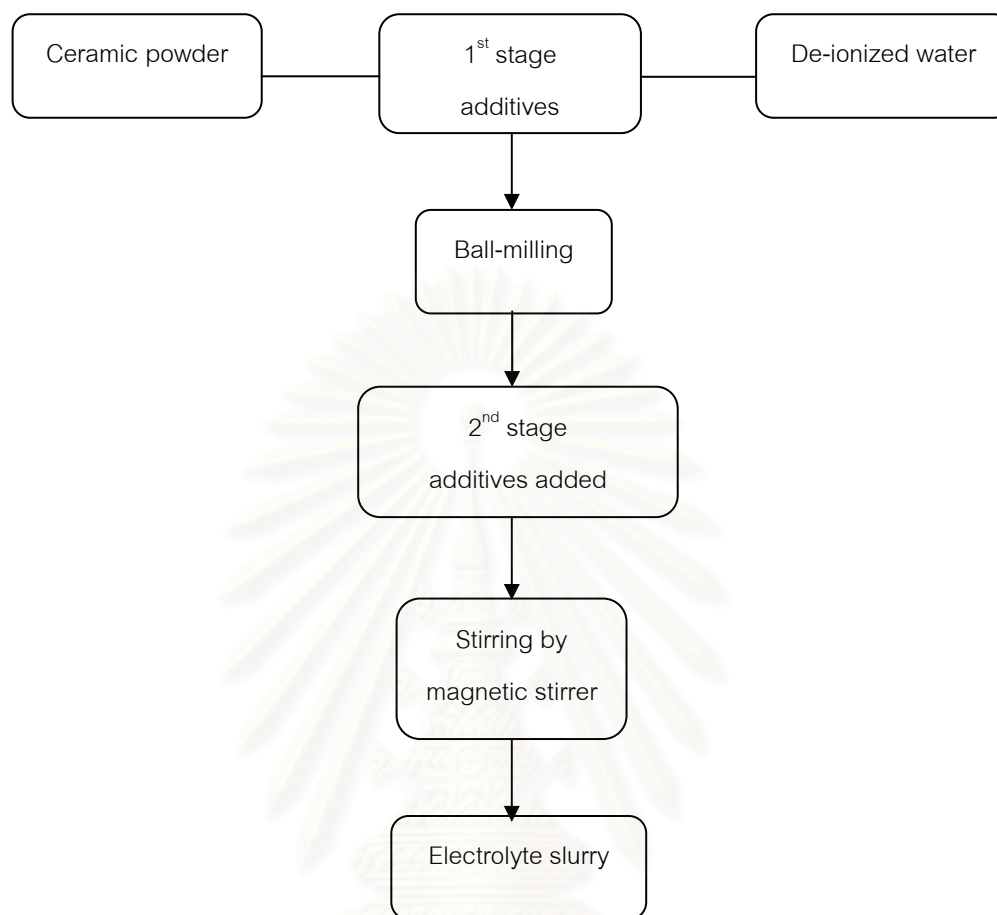 Ceramic powder
1st stage
additives
De-ionized water
Ball-milling
2nd stage
additives added
Stirring by
magnetic stirrer
Electrolyte slurry